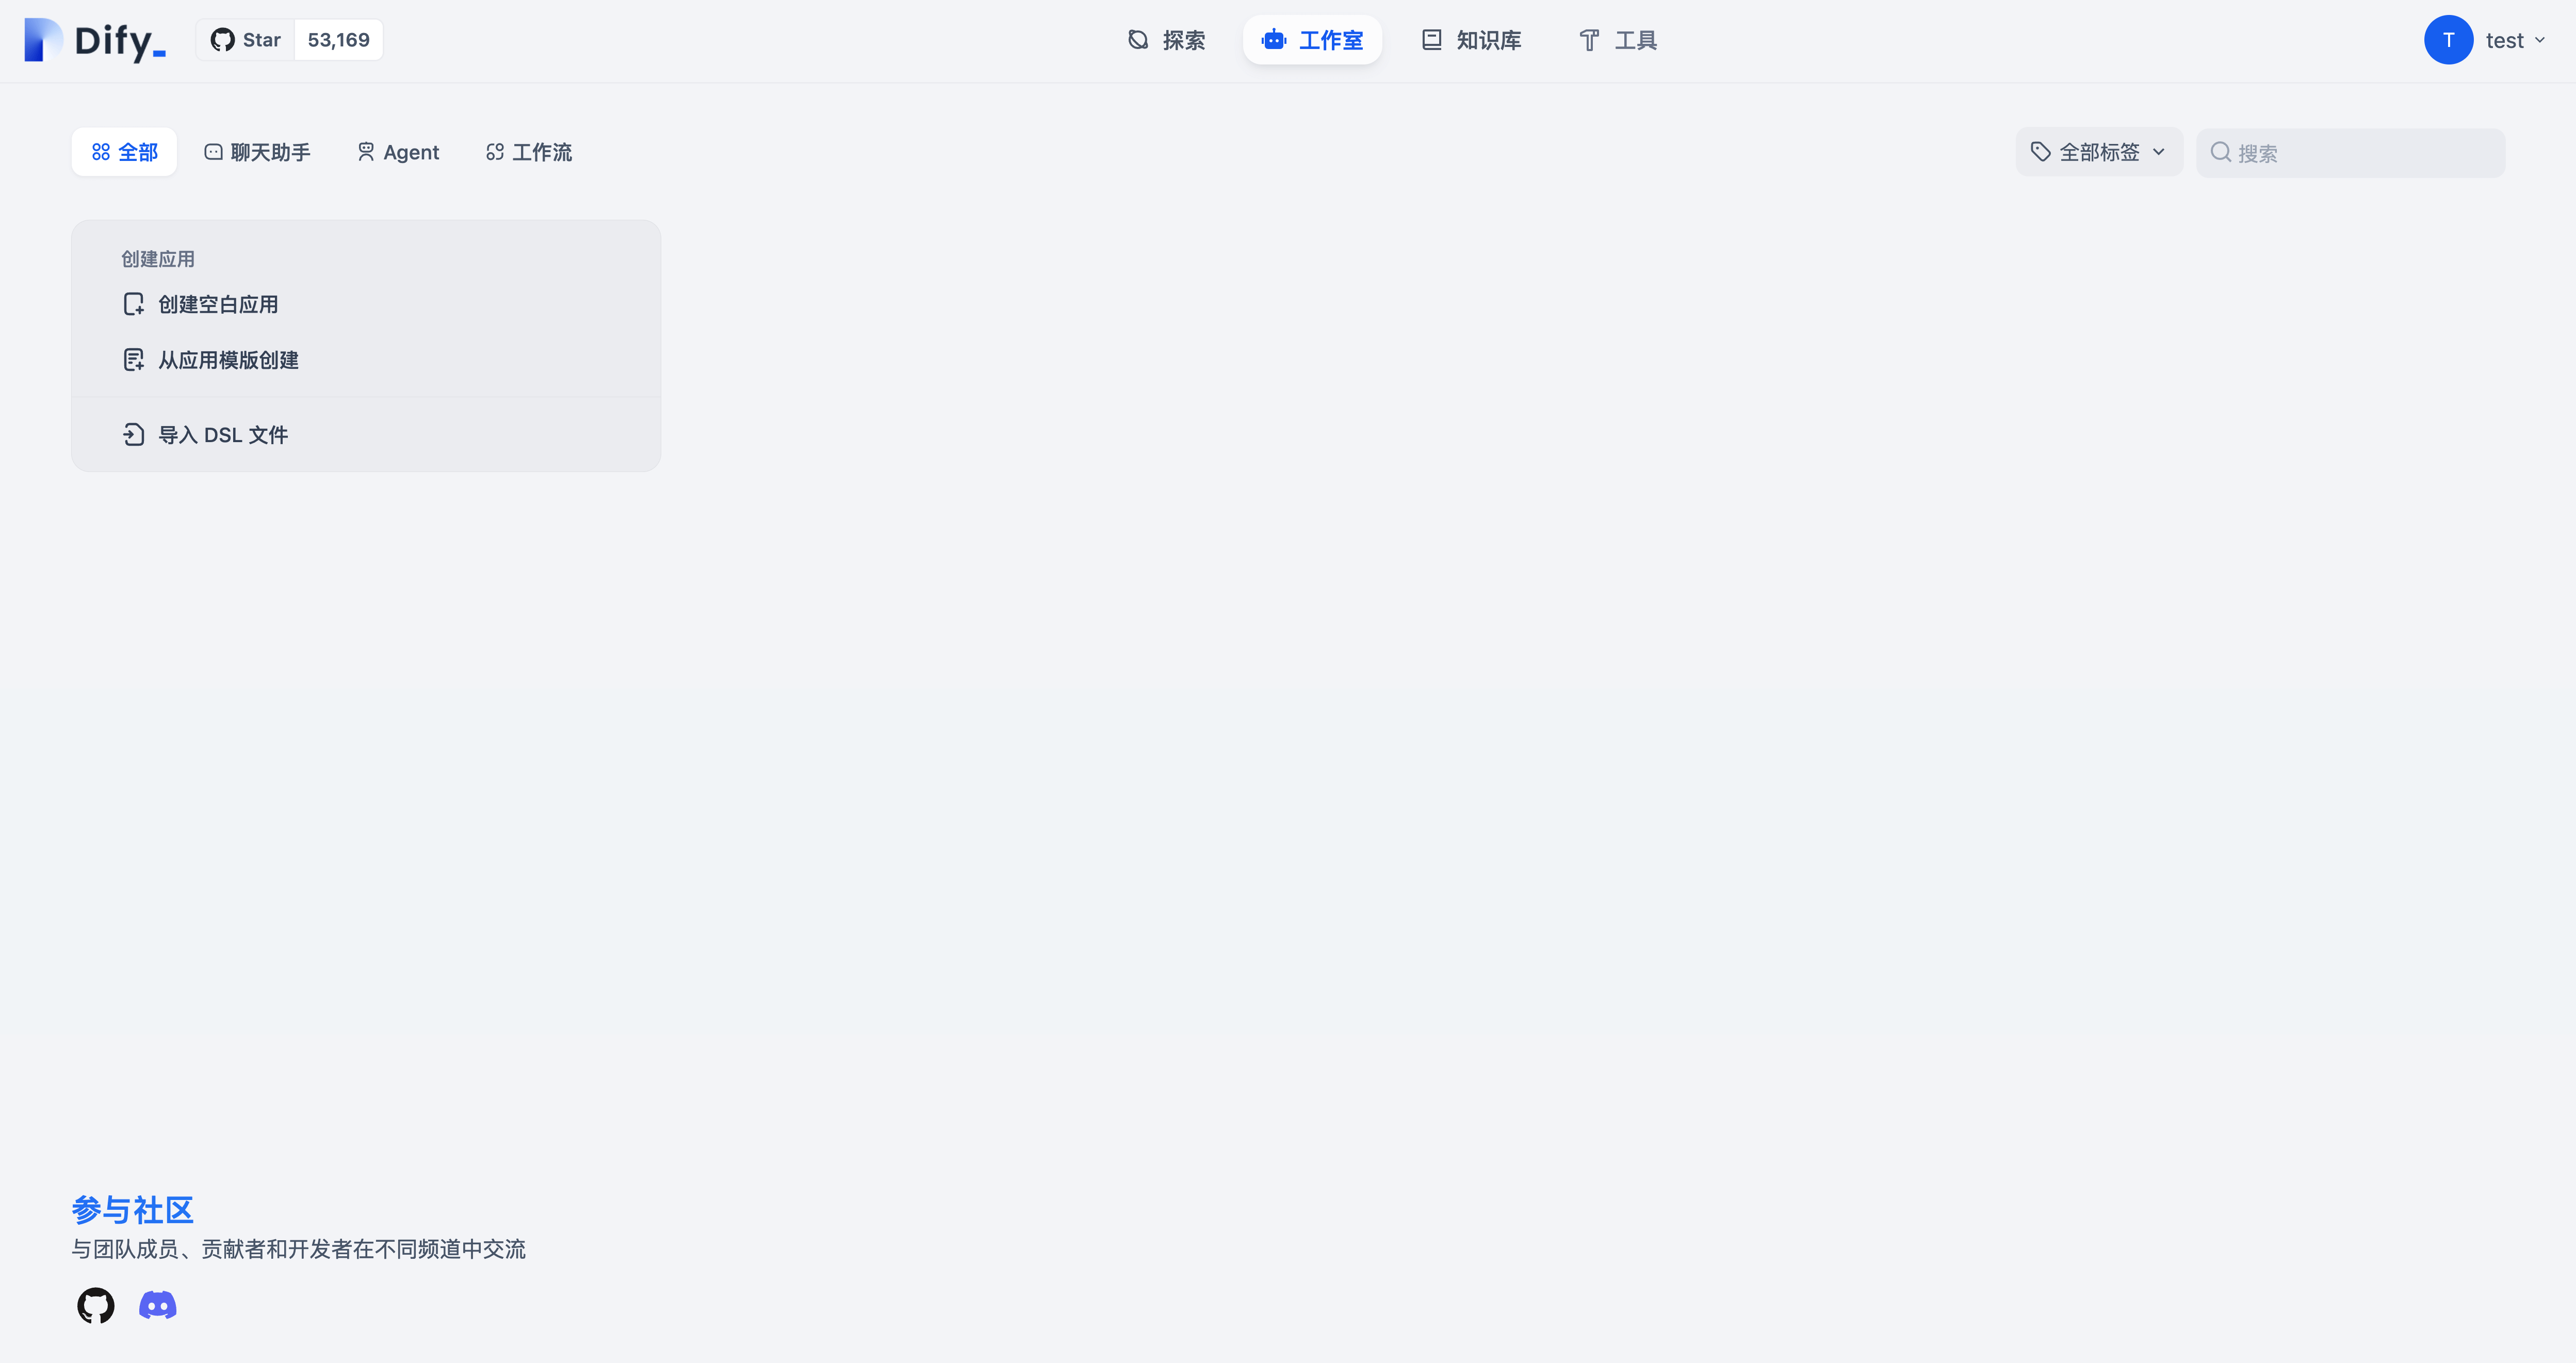 Dify_ Star 53,169 探索 工作室 知识库 工具 T test
全部 聊天助手 Agent 工作流 全部标签 搜索
创建应用
创建空白应用
从应用模版创建
导入 DSL 文件
参与社区
与团队成员、贡献者和开发者在不同频道中交流